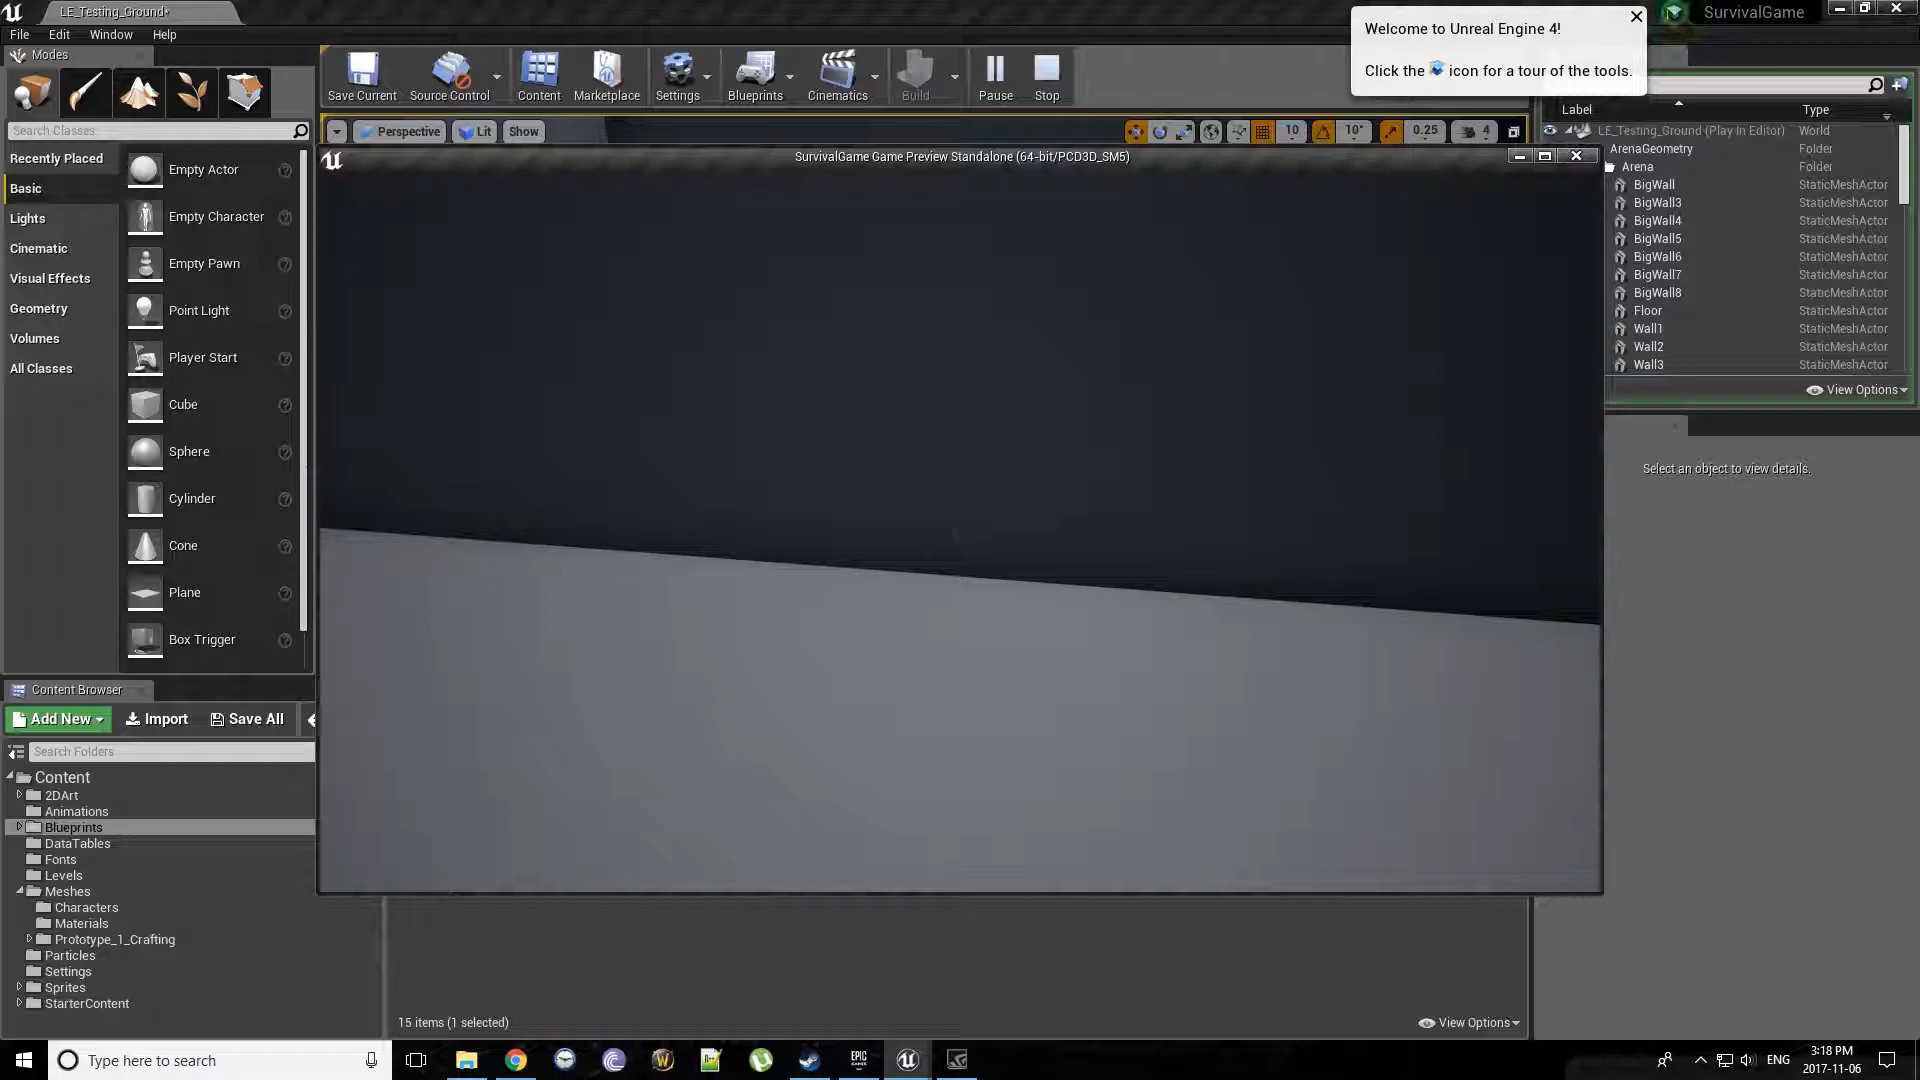 LE_Testing_Ground*
SurvivalGame
File Edit Window Help
Welcome to Unreal Engine 4!
Click the icon for a tour of the tools.
Modes
Save Current Source Control Content Marketplace Settings Blueprints Cinematics Build Pause Stop
Search Classes
Perspective Lit Show 10 10° 0.25 4
Label Type
LE_Testing_Ground (Play In Editor) World
ArenaGeometry Folder
Arena Folder
BigWall StaticMeshActor
BigWall3 StaticMeshActor
BigWall4 StaticMeshActor
BigWall5 StaticMeshActor
BigWall6 StaticMeshActor
BigWall7 StaticMeshActor
BigWall8 StaticMeshActor
Floor StaticMeshActor
Wall1 StaticMeshActor
Wall2 StaticMeshActor
Wall3 StaticMeshActor
View Options
Select an object to view details.
SurvivalGame Game Preview Standalone (64-bit/PCD3D_SM5)
Recently Placed
Basic
Lights
Cinematic
Visual Effects
Geometry
Volumes
All Classes
Empty Actor
Empty Character
Empty Pawn
Point Light
Player Start
Cube
Sphere
Cylinder
Cone
Plane
Box Trigger
Content Browser
Add New Import Save All
Search Folders
Content
2DArt
Animations
Blueprints
DataTables
Fonts
Levels
Meshes
Characters
Materials
Prototype_1_Crafting
Particles
Settings
Sprites
StarterContent
15 items (1 selected)
View Options
Type here to search
EPIC
GAMES
ENG
3:18 PM
2017-11-06